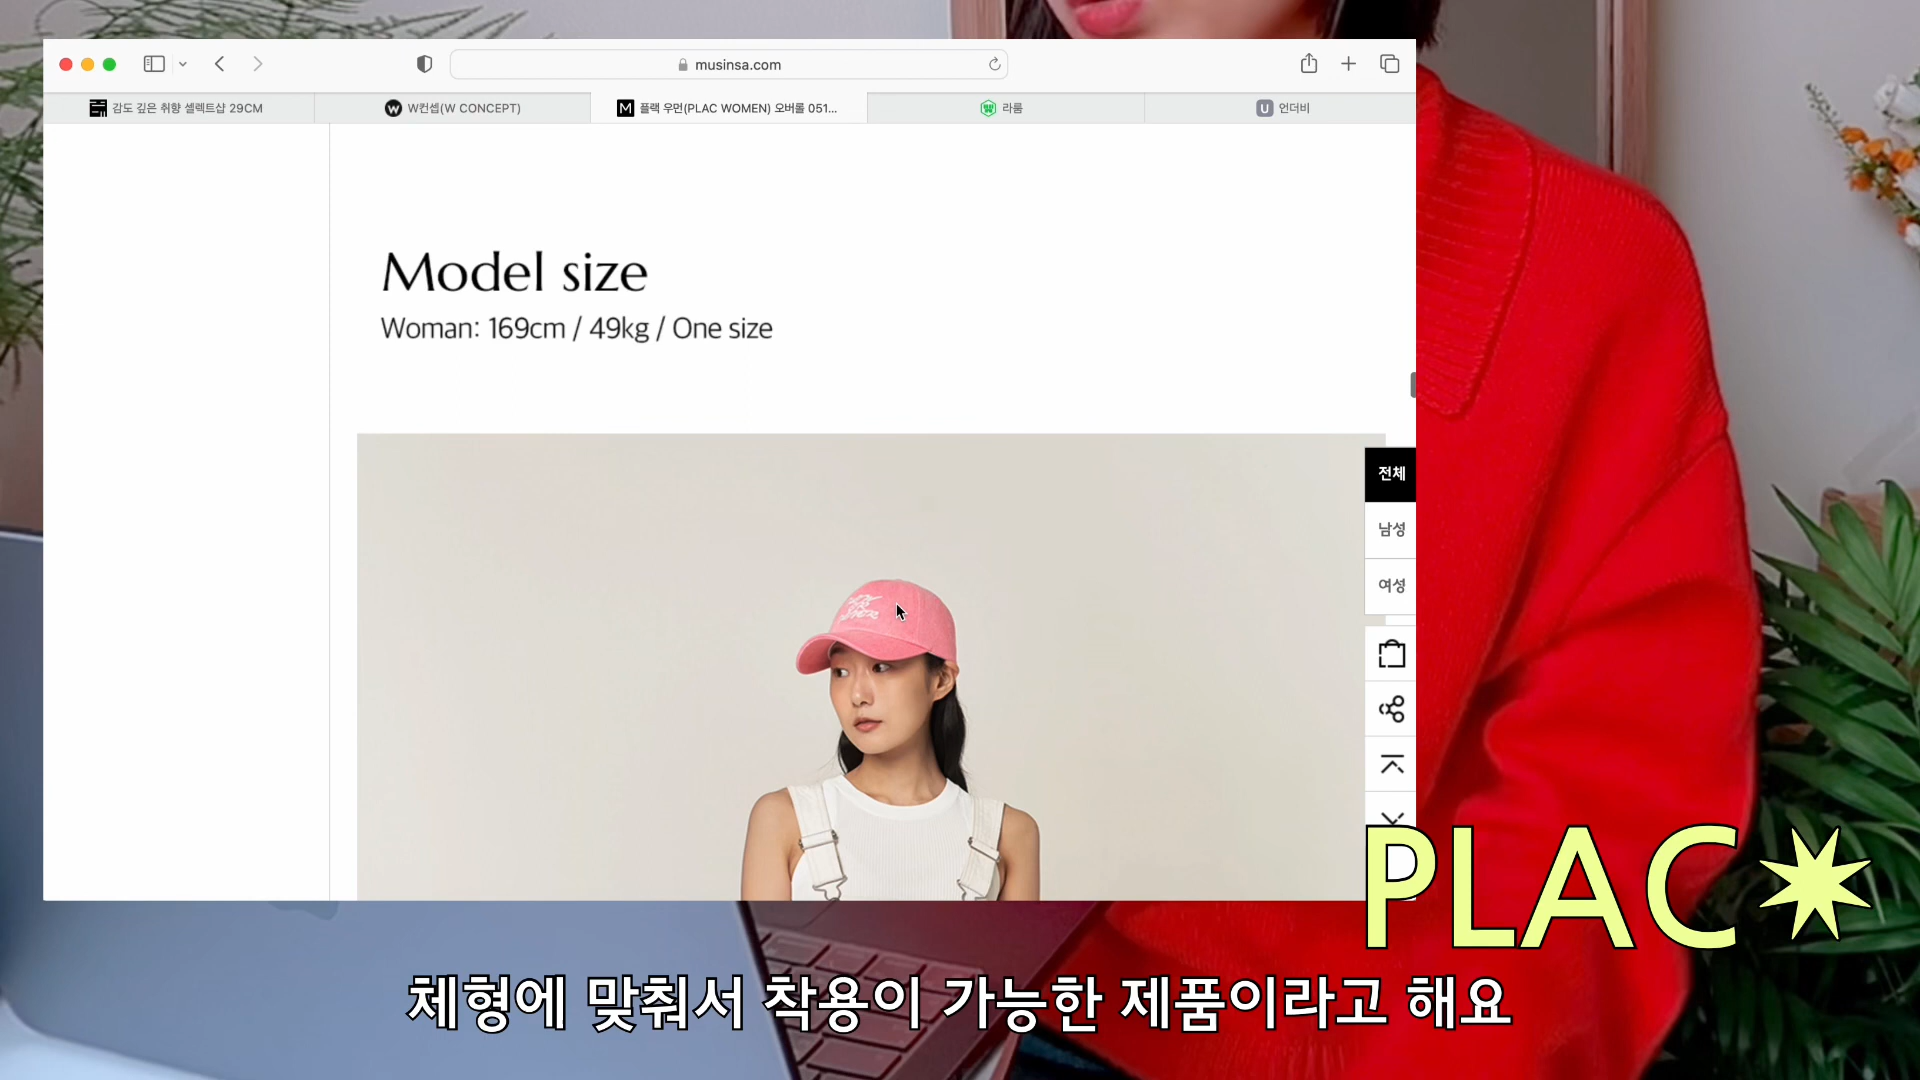 musinsa.com
감도 깊은 취향 셀렉트샵 29CM
W컨셉(W CONCEPT)
M 플랙 우먼(PLAC WOMEN) 오버롤 051...
라룸
U 언더비
Model size
Woman: 169cm / 49kg / One size
전체
남성
여성
PLAC
체형에 맞춰서 착용이 가능한 제품이라고 해요